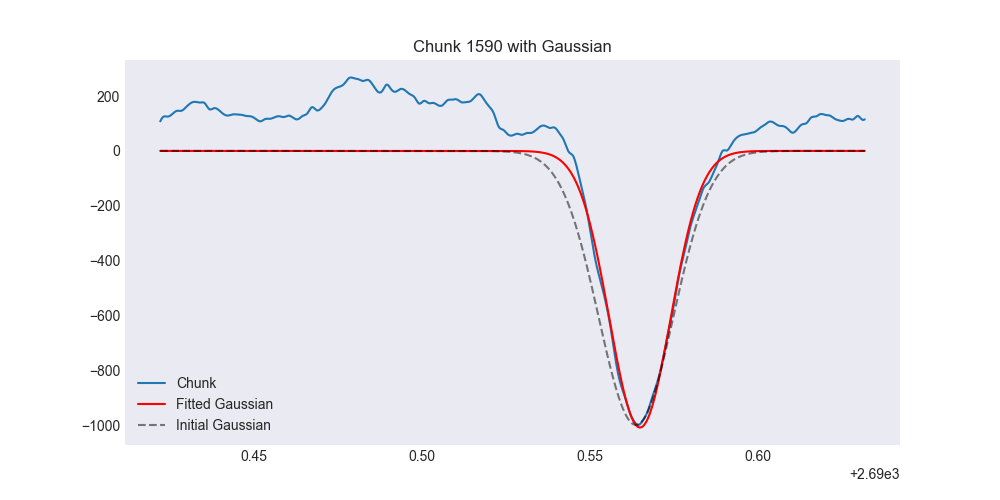 Chunk 1590 with Gaussian
200
0
−200
−400
−600
−800
−1000
Chunk
Fitted Gaussian
Initial Gaussian
0.45 0.50 0.55 0.60
+2.69e3